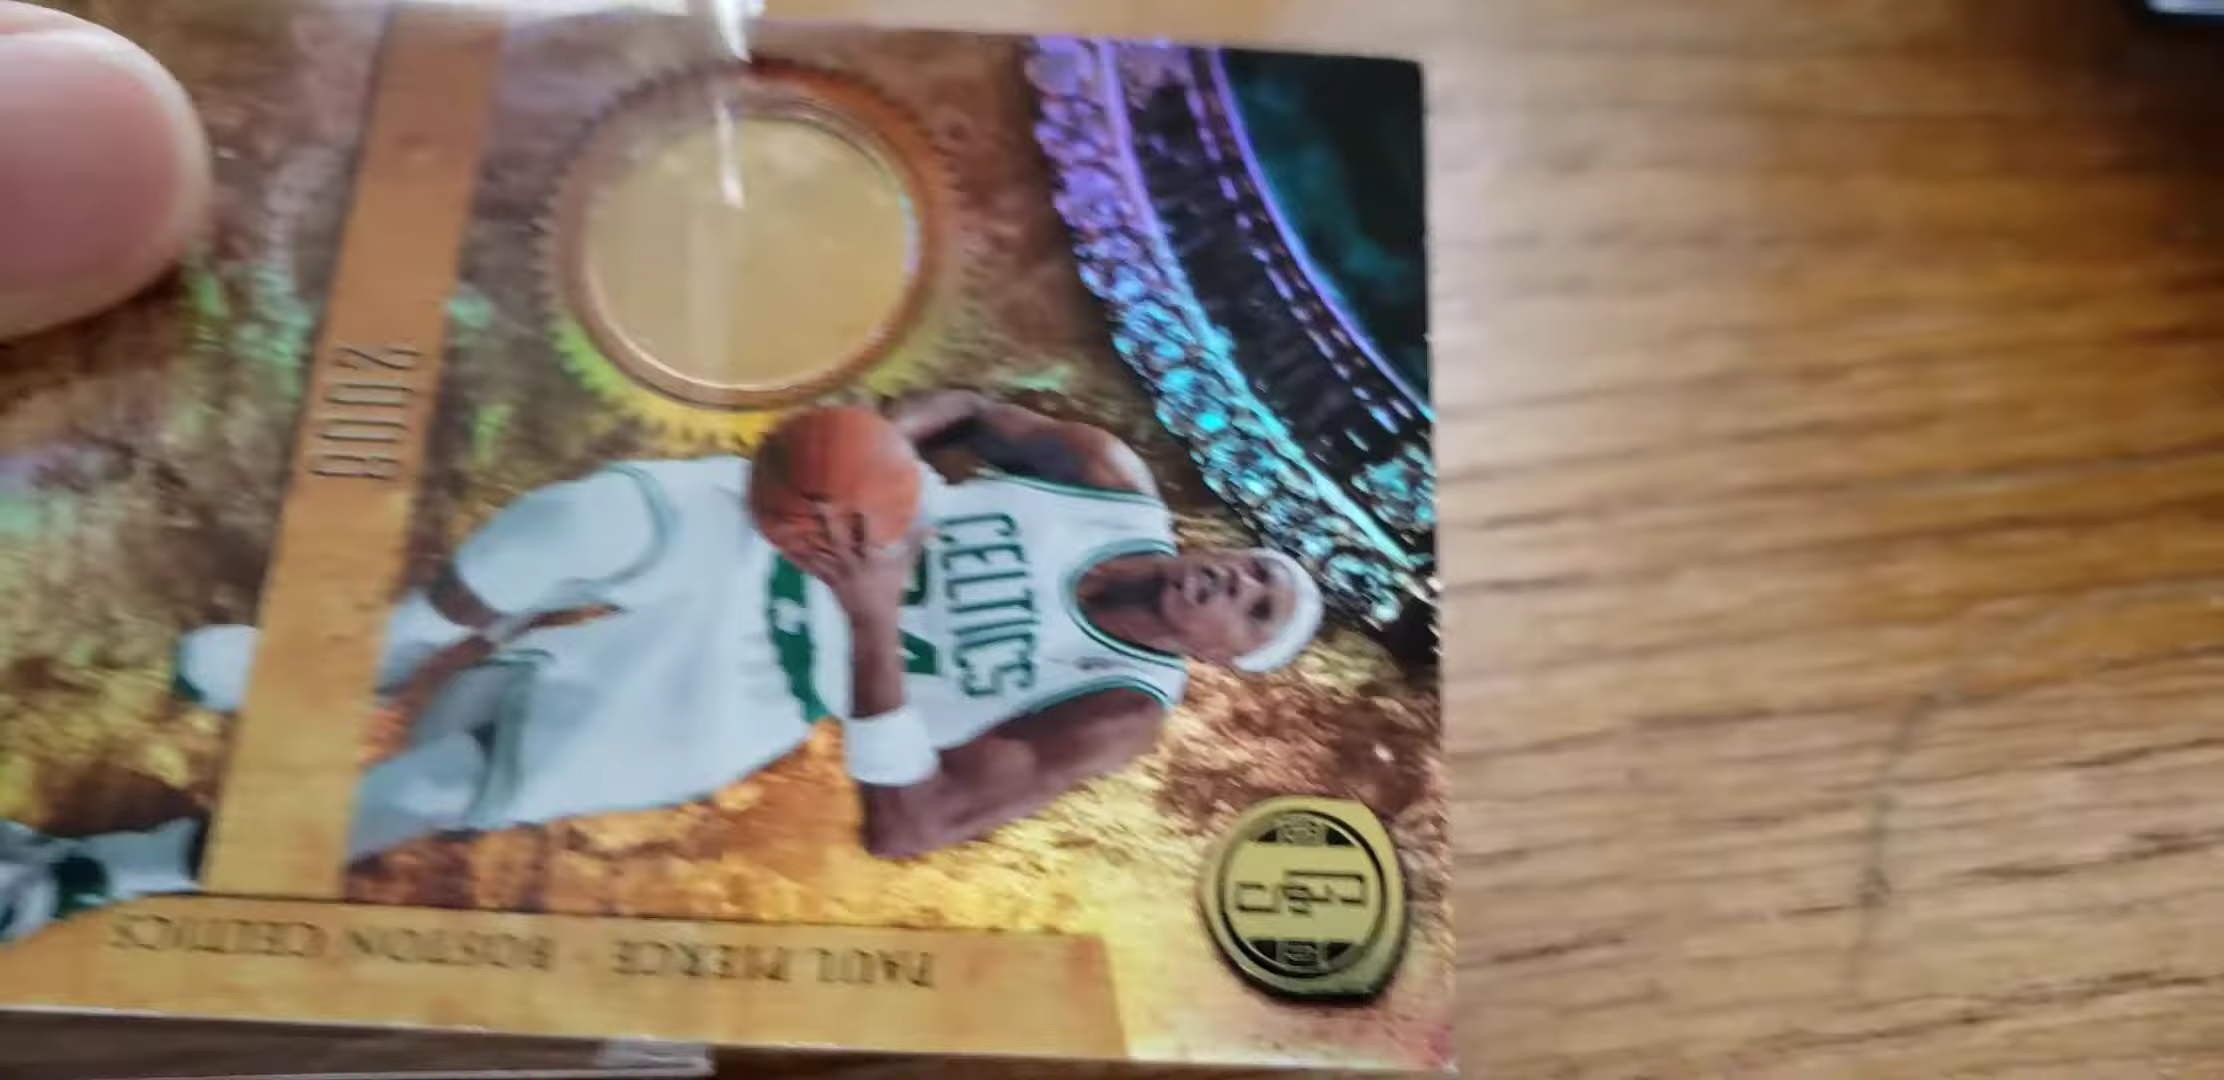 CELTICS
2008
PAUL PIERCE · BOSTON CELTICS